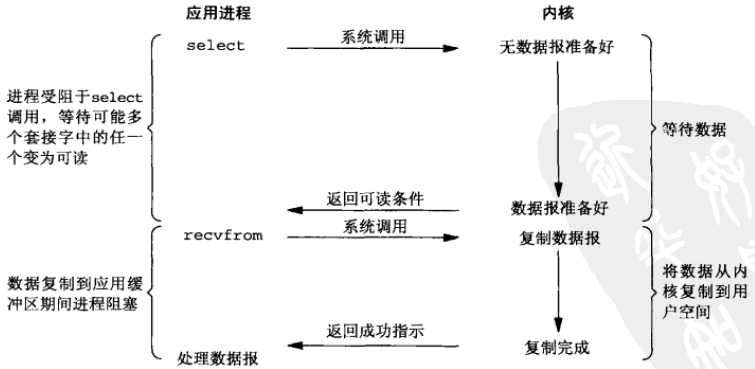 应用进程
内核
select
系统调用
无数据报准备好
进程受阻于select
调用，等待可能多
个套接字中的任一
个变为可读
等待数据
返回可读条件
数据报准备好
recvfrom
系统调用
复制数据报
数据复制到应用缓
冲区期间进程阻塞
将数据从内
核复制到用
户空间
返回成功指示
复制完成
处理数据报